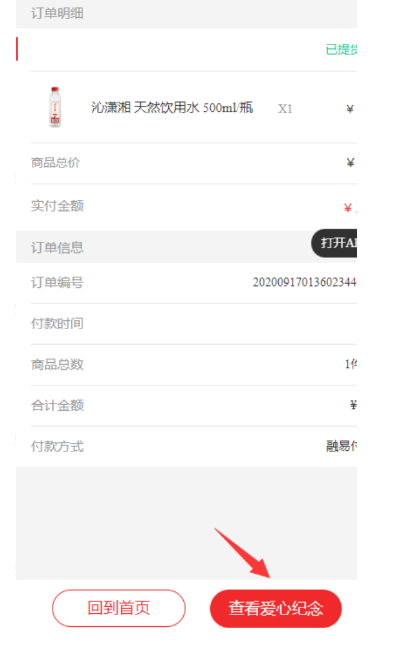 订单明细
已提货
沁潇湘 天然饮用水 500ml/瓶 X1 ¥
商品总价 ¥
实付金额 ¥
订单信息 打开A
订单编号 20200917013602344
付款时间
商品总数 1件
合计金额 ¥
付款方式 融易付
回到首页 查看爱心纪念